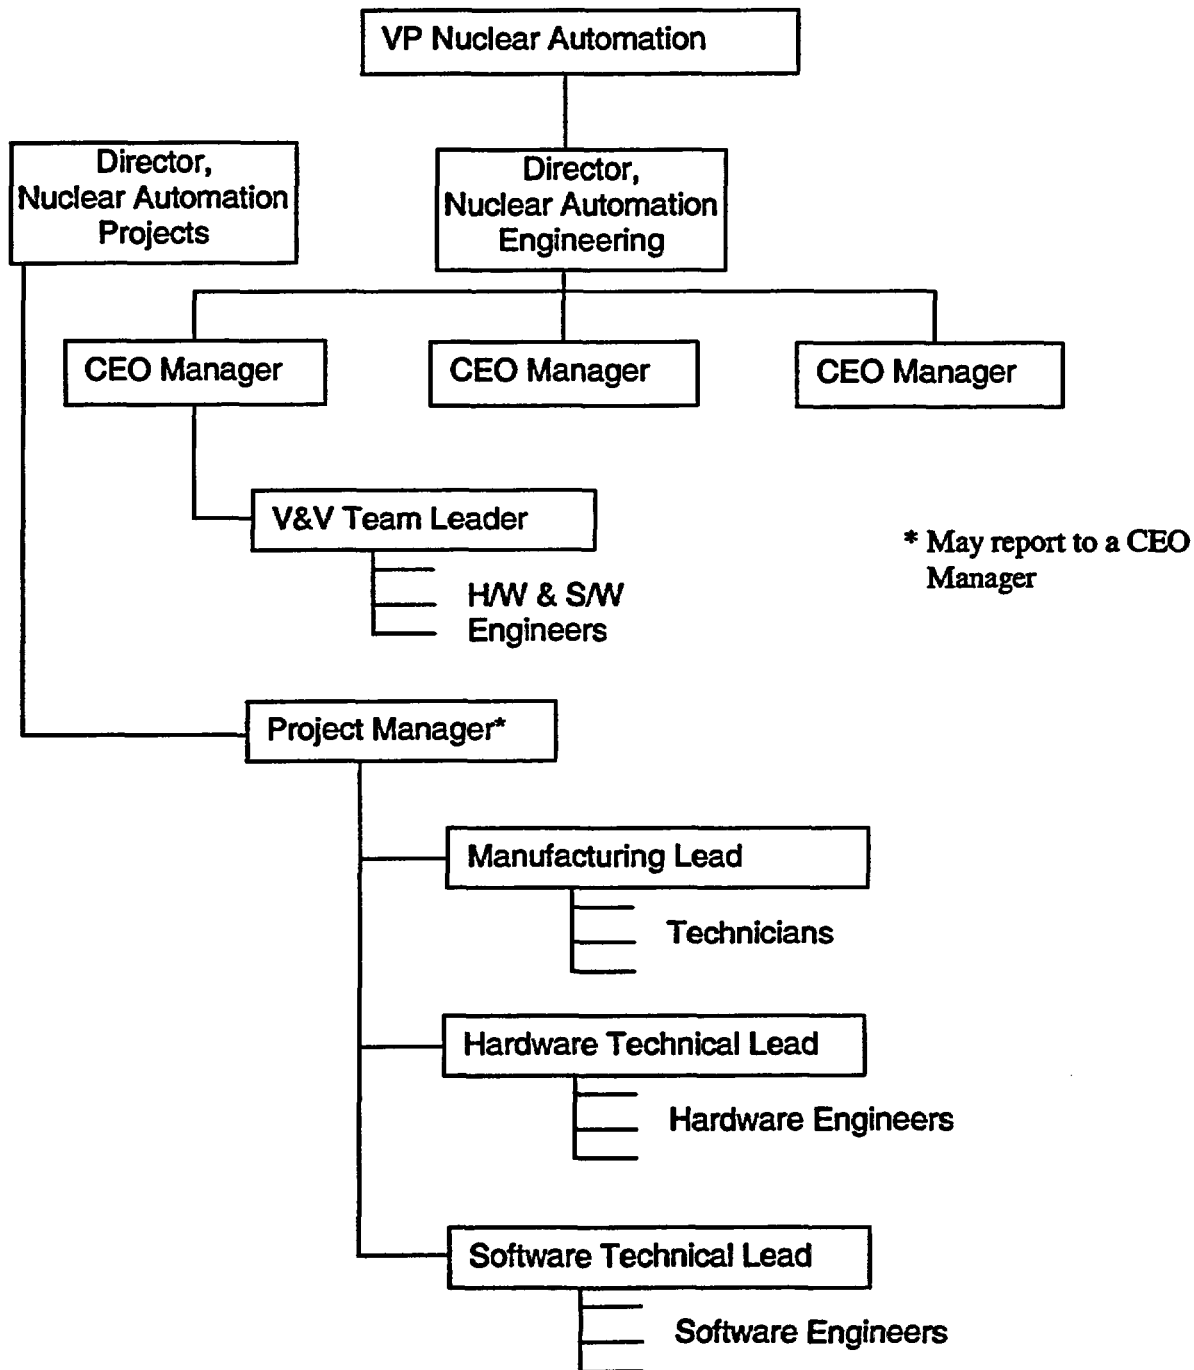 VP Nuclear Automation
Director,
Nuclear Automation
Projects
Director,
Nuclear Automation
Engineering
CEO Manager
CEO Manager
CEO Manager
V&V Team Leader
H/W & S/W
Engineers
* May report to a CEO
Manager
Project Manager*
Manufacturing Lead
Technicians
Hardware Technical Lead
Hardware Engineers
Software Technical Lead
Software Engineers